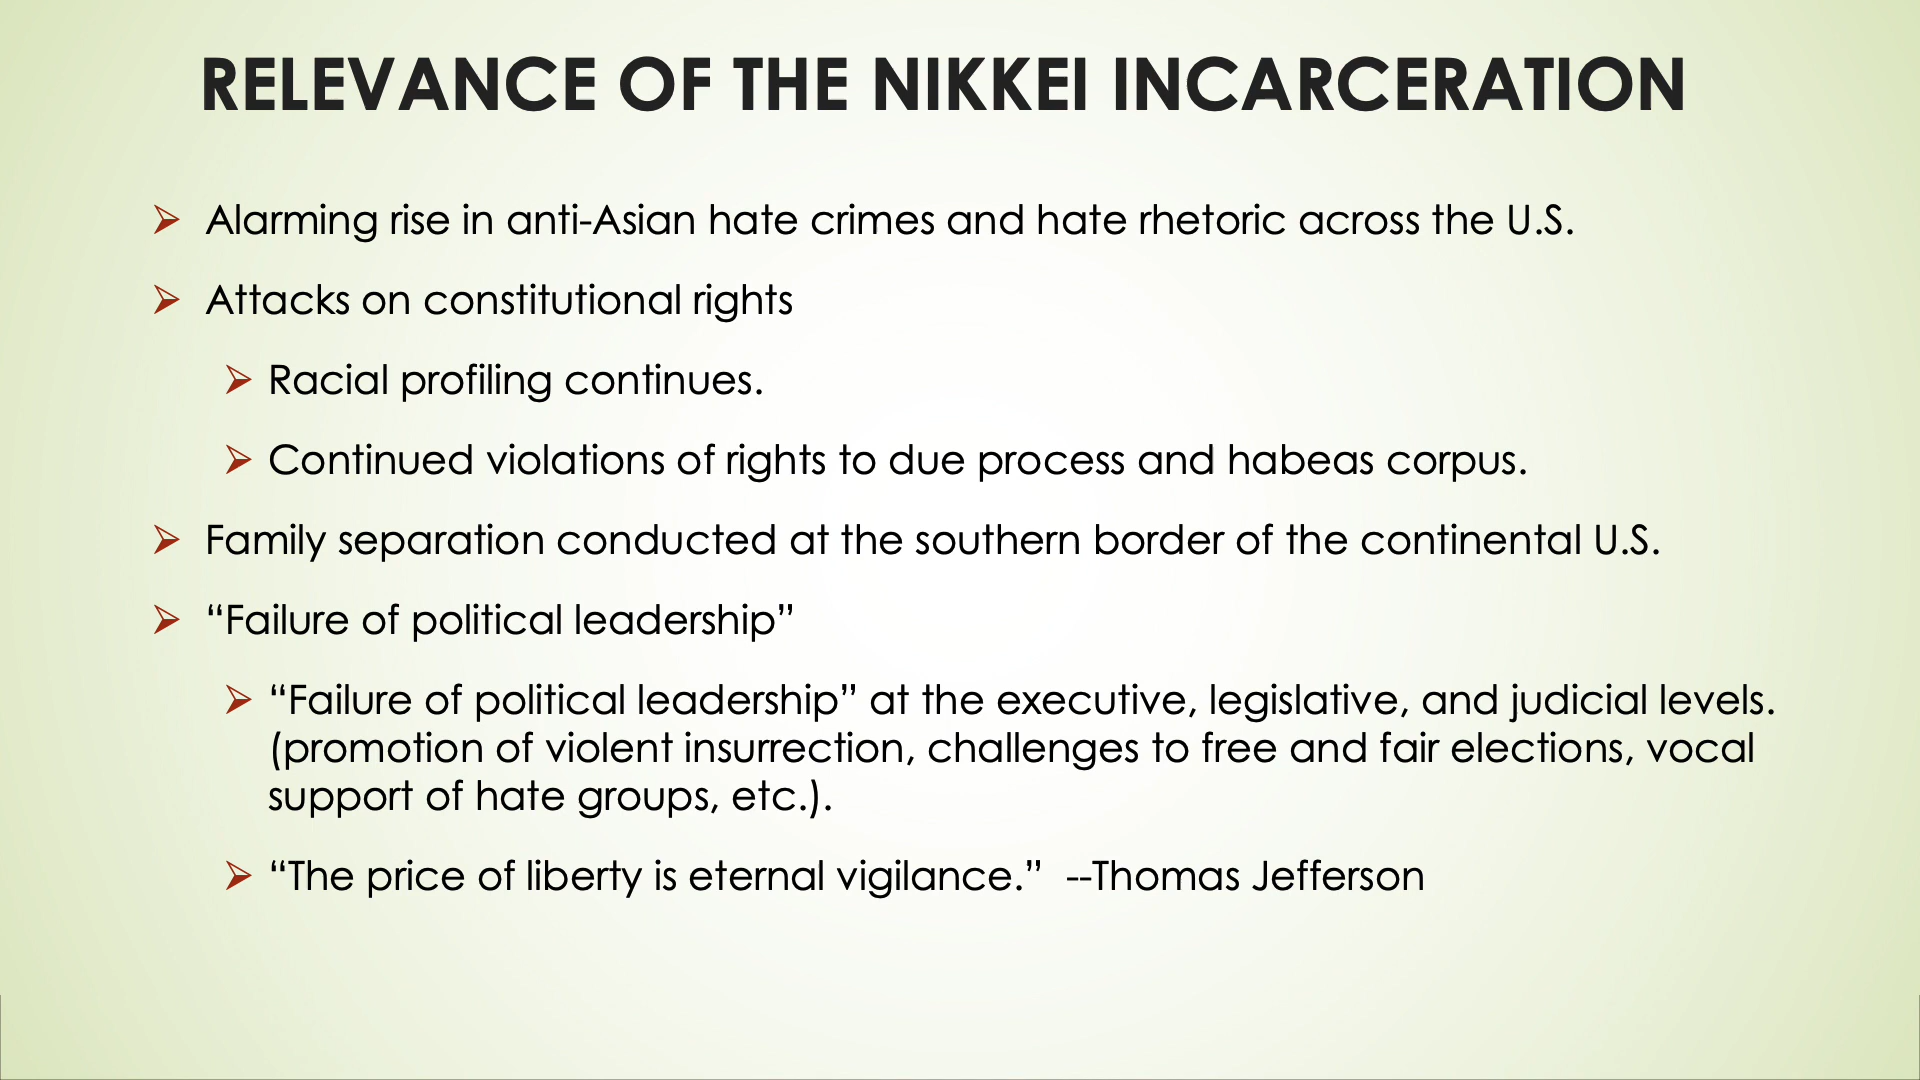 RELEVANCE OF THE NIKKEI INCARCERATION
Alarming rise in anti-Asian hate crimes and hate rhetoric across the U.S.
Attacks on constitutional rights
Racial profiling continues.
Continued violations of rights to due process and habeas corpus.
Family separation conducted at the southern border of the continental U.S.
“Failure of political leadership”
“Failure of political leadership” at the executive, legislative, and judicial levels.
(promotion of violent insurrection, challenges to free and fair elections, vocal
support of hate groups, etc.).
“The price of liberty is eternal vigilance.”  --Thomas Jefferson